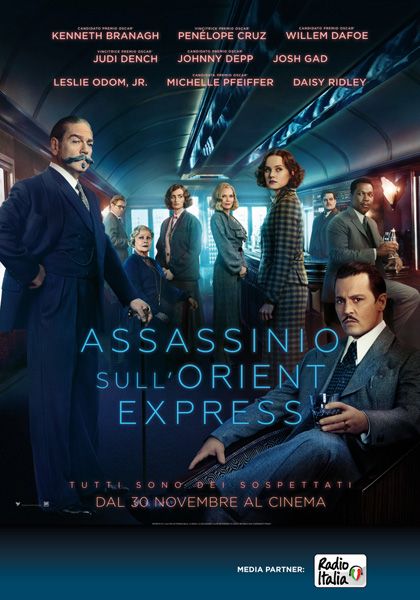 CANDIDATO PREMIO OSCAR®
KENNETH BRANAGH
VINCITRICE PREMIO OSCAR®
PENÉLOPE CRUZ
CANDIDATO PREMIO OSCAR®
WILLEM DAFOE
VINCITRICE PREMIO OSCAR®
JUDI DENCH
CANDIDATO PREMIO OSCAR®
JOHNNY DEPP
JOSH GAD
LESLIE ODOM, JR.
CANDIDATA PREMIO OSCAR®
MICHELLE PFEIFFER
DAISY RIDLEY
ASSASSINIO
SULL'ORIENT
EXPRESS
TUTTI SONO DEI SOSPETTATI
DAL 30 NOVEMBRE AL CINEMA
MEDIA PARTNER:
Radio
Italia